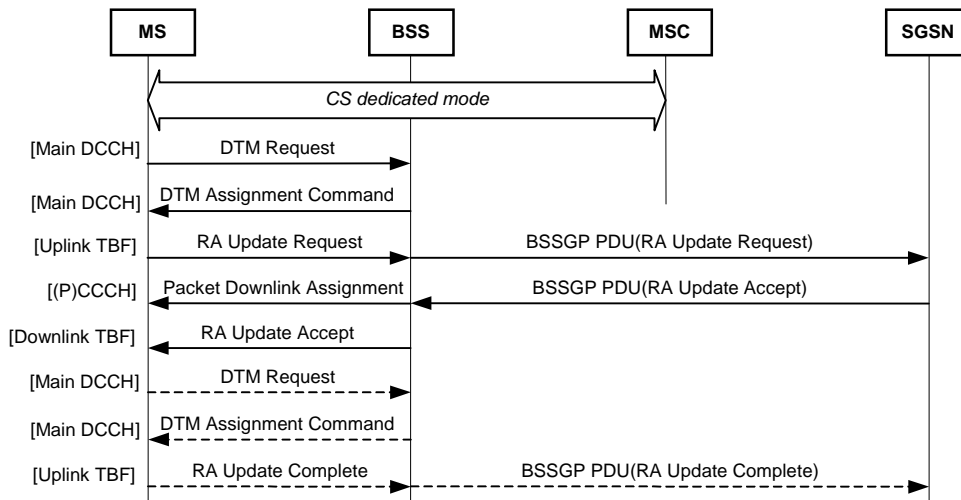 MS BSS MSC SGSN
CS dedicated mode
[Main DCCH] DTM Request
[Main DCCH] DTM Assignment Command
[Uplink TBF] RA Update Request BSSGP PDU(RA Update Request)
[(P)CCCH] Packet Downlink Assignment BSSGP PDU(RA Update Accept)
[Downlink TBF] RA Update Accept
[Main DCCH] DTM Request
[Main DCCH] DTM Assignment Command
[Uplink TBF] RA Update Complete BSSGP PDU(RA Update Complete)